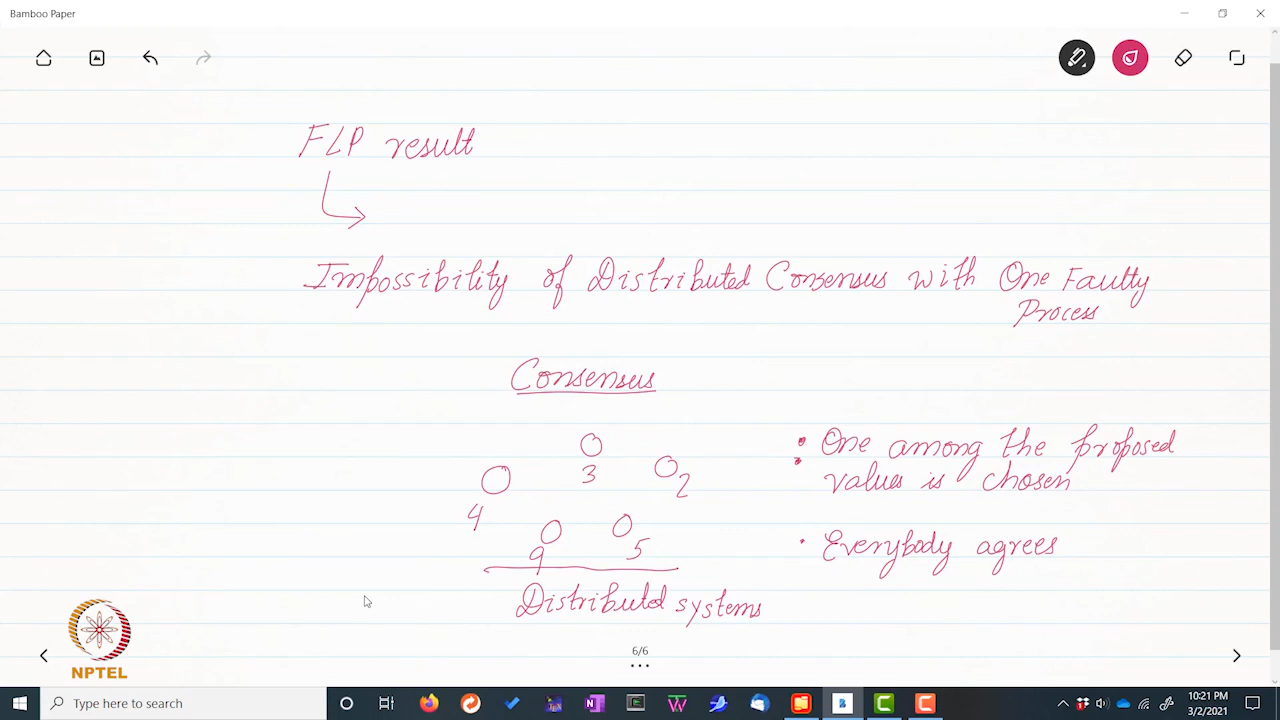 Bamboo Paper
FLP result
Impossibility of Distributed Consensus with One Faulty
Process
Consensus
3
2
4
9
5
Distributed systems
• One among the proposed
values is chosen
• Everybody agrees
NPTEL
6/6
Type here to search
10:21 PM
3/2/2021